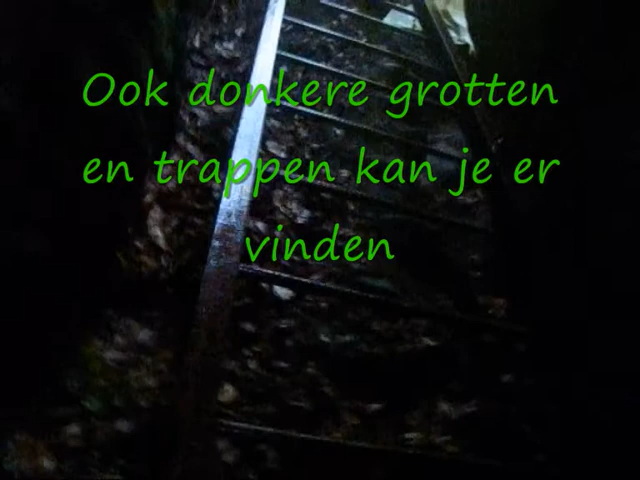 Ook donkere grotten
en trappen kan je er
vinden